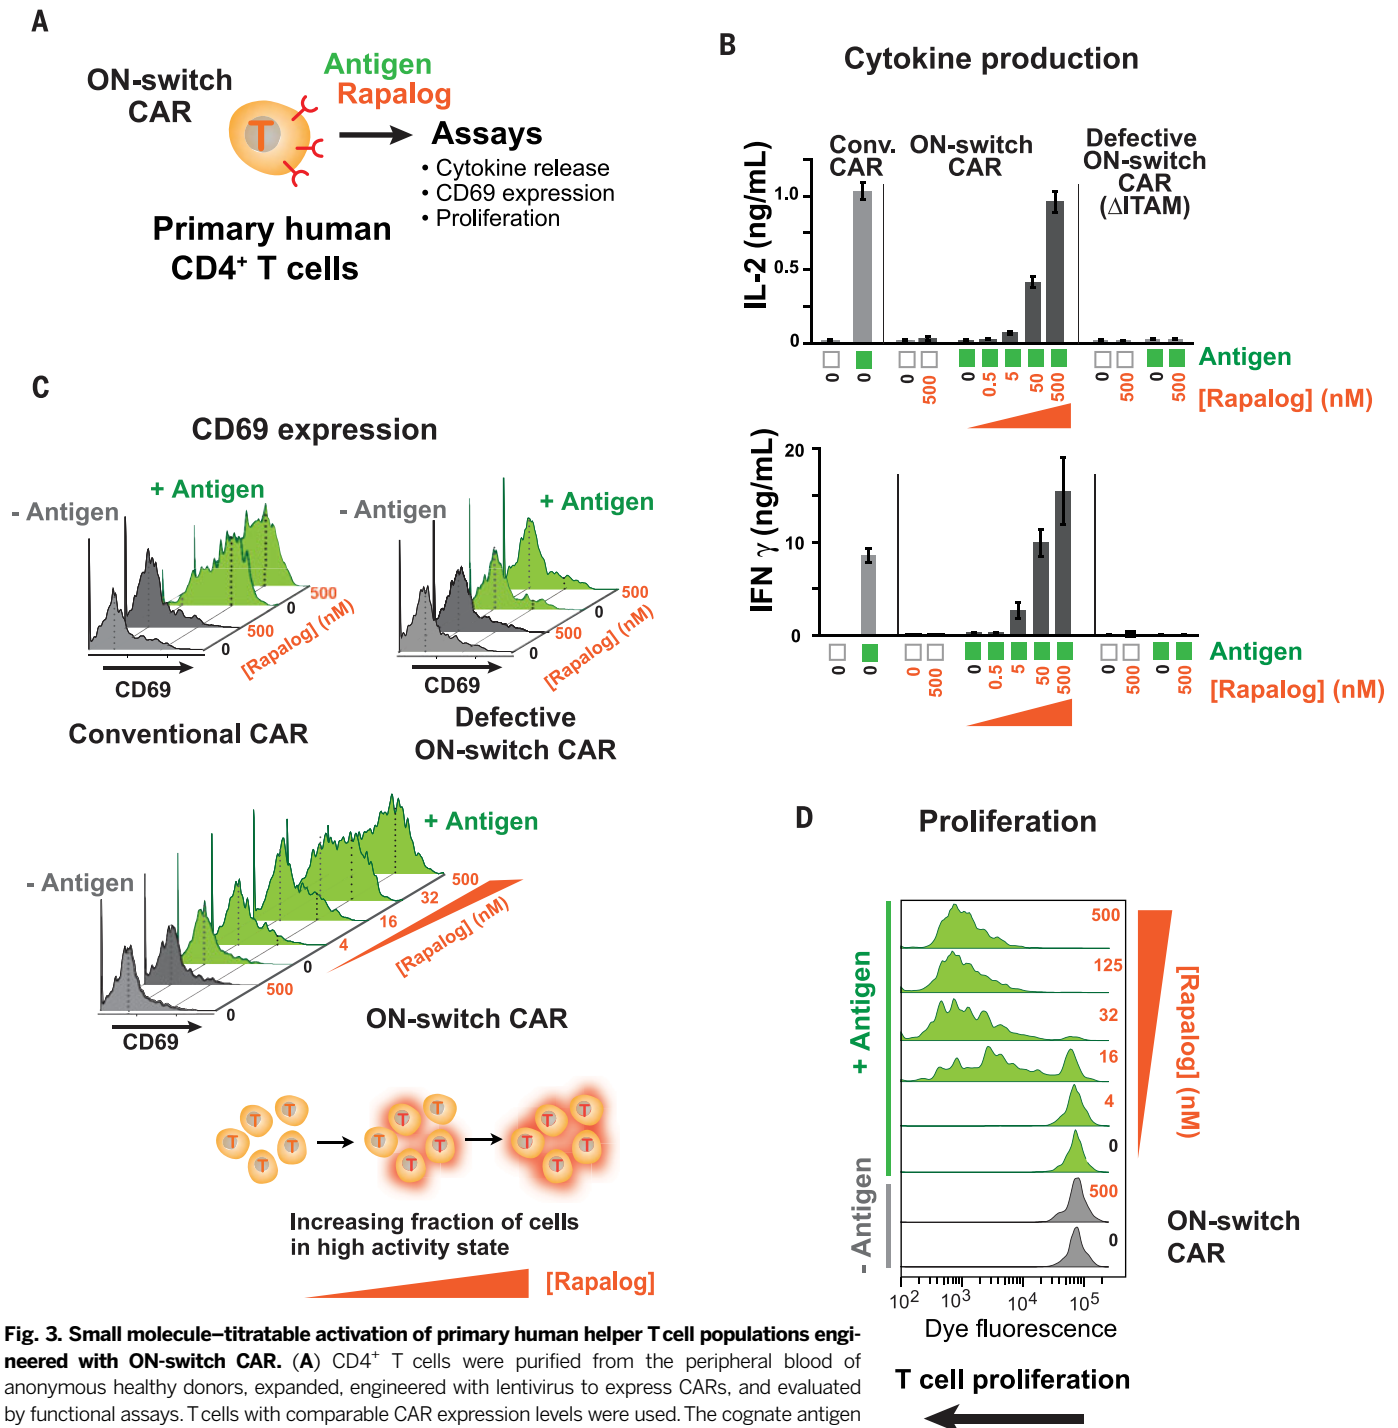 A
ON-switch
CAR
Antigen
Rapalog
T
Assays
• Cytokine release
• CD69 expression
• Proliferation
Primary human
CD4+ T cells
B
Cytokine production
Conv.
CAR
ON-switch
CAR
Defective
ON-switch
CAR
(ΔITAM)
IL-2 (ng/mL)
1.0
0.5
0
Antigen
0 0 0 500 0 0.5 5 50 500 0 500 0 500
[Rapalog] (nM)
IFN γ (ng/mL)
20
10
0
Antigen
0 0 0 500 0 0.5 5 50 500 0 500 0 500
[Rapalog] (nM)
C
CD69 expression
- Antigen
+ Antigen
500
0
500
0
[Rapalog] (nM)
CD69
Conventional CAR
- Antigen
+ Antigen
500
0
500
0
[Rapalog] (nM)
CD69
Defective
ON-switch CAR
- Antigen
+ Antigen
500
32
16
4
0
500
0
[Rapalog] (nM)
CD69
ON-switch CAR
T T T T T
T T T T T
T T T T T
Increasing fraction of cells
in high activity state
[Rapalog]
D
Proliferation
+ Antigen
- Antigen
500
125
32
16
4
0
500
0
[Rapalog] (nM)
ON-switch
CAR
10² 10³ 10⁴ 10⁵
Dye fluorescence
T cell proliferation
Fig. 3. Small molecule–titratable activation of primary human helper T cell populations engi-
neered with ON-switch CAR. (A) CD4+ T cells were purified from the peripheral blood of
anonymous healthy donors, expanded, engineered with lentivirus to express CARs, and evaluated
by functional assays. T cells with comparable CAR expression levels were used. The cognate antigen